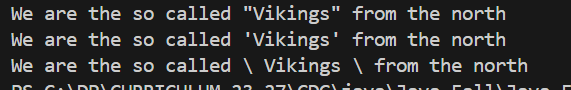 We are the so called "Vikings" from the north
We are the so called 'Vikings' from the north
We are the so called \ Vikings \ from the north